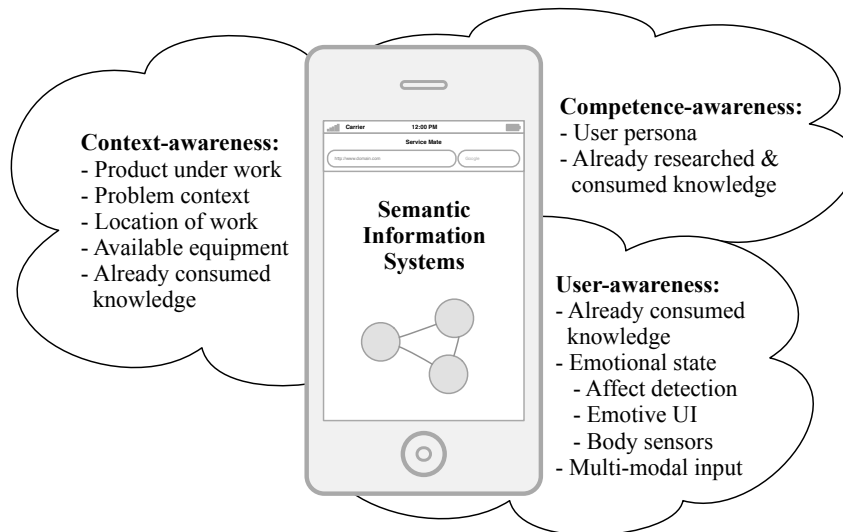 Context-awareness:
- Product under work
- Problem context
- Location of work
- Available equipment
- Already consumed
knowledge
Carrier
12:00 PM
Service Mate
http://www.domain.com
Google
Semantic
Information
Systems
Competence-awareness:
- User persona
- Already researched &
consumed knowledge
User-awareness:
- Already consumed
knowledge
- Emotional state
- Affect detection
- Emotive UI
- Body sensors
- Multi-modal input